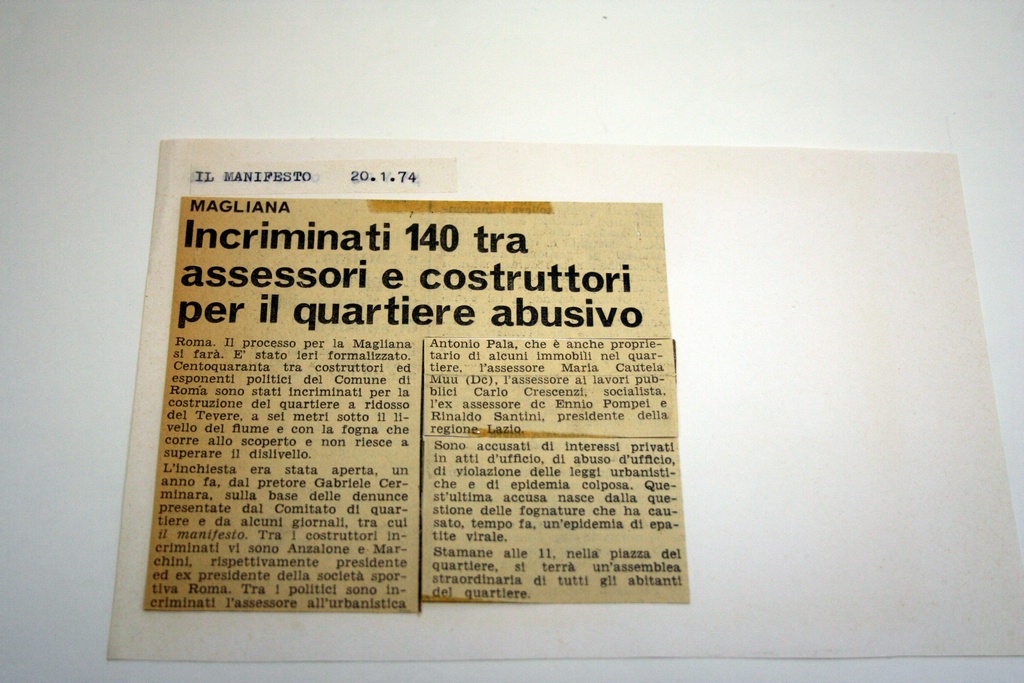 IL MANIFESTO 20.1.74
MAGLIANA
Incriminati 140 tra
assessori e costruttori
per il quartiere abusivo
Roma. Il processo per la Magliana
si farà. E' stato ieri formalizzato.
Centoquaranta tra costruttori ed
esponenti politici del Comune di
Roma sono stati incriminati per la
costruzione del quartiere a ridosso
del Tevere, a sei metri sotto il li-
vello del fiume e con la fogna che
corre allo scoperto e non riesce a
superare il dislivello.
L'inchiesta era stata aperta, un
anno fa, dal pretore Gabriele Cer-
minara, sulla base delle denunce
presentate dal Comitato di quar-
tiere e da alcuni giornali, tra cui
il manifesto. Tra i costruttori in-
criminati vi sono Anzalone e Mar-
chini, rispettivamente presidente
ed ex presidente della società spor-
tiva Roma. Tra i politici sono in-
criminati l'assessore all'urbanistica
Antonio Pala, che è anche proprie-
tario di alcuni immobili nel quar-
tiere, l'assessore Maria Cautela
Muu (Dc), l'assessore ai lavori pub-
blici Carlo Crescenzi, socialista,
l'ex assessore dc Ennio Pompei e
Rinaldo Santini, presidente della
regione Lazio.
Sono accusati di interessi privati
in atti d'ufficio, di abuso d'ufficio,
di violazione delle leggi urbanisti-
che e di epidemia colposa. Que-
st'ultima accusa nasce dalla que-
stione delle fognature che ha cau-
sato, tempo fa, un'epidemia di epa-
tite virale.
Stamane alle 11, nella piazza del
quartiere, si terrà un'assemblea
straordinaria di tutti gli abitanti
del quartiere.